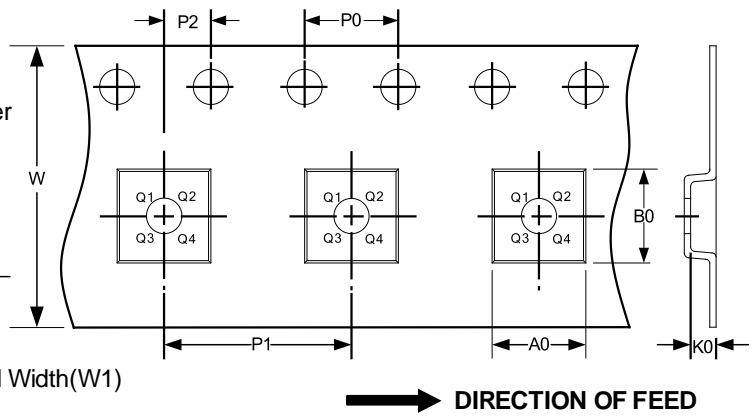 P2
P0
er
W
Q1 Q2
Q3 Q4
Q1 Q2
Q3 Q4
Q1 Q2
Q3 Q4
B0
P1
A0
K0
Width(W1)
DIRECTION OF FEED